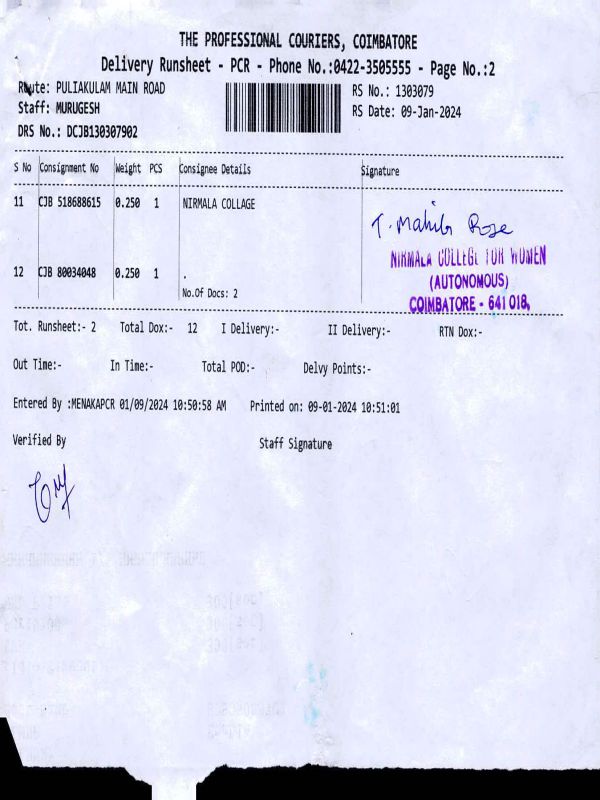 THE PROFESSIONAL COURIERS, COIMBATORE
Delivery Runsheet - PCR - Phone No.:0422-3505555 - Page No.:2
Route: PULIAKULAM MAIN ROAD
RS No.: 1303079
Staff: MURUGESH
RS Date: 09-Jan-2024
DRS No.: DCJB130307902
S No Consignment No Weight PCS Consignee Details Signature
11 CJB 518688615 0.250 1 NIRMALA COLLAGE
T. Mahiba Rose
NIRMALA COLLEGE FOR WOMEN
(AUTONOMOUS)
COIMBATORE - 641 018.
12 CJB 80034048 0.250 1 .
No.Of Docs: 2
Tot. Runsheet:- 2 Total Dox:- 12 I Delivery:- II Delivery:- RTN Dox:-
Out Time:- In Time:- Total POD:- Delvy Points:-
Entered By :MENAKAPCR 01/09/2024 10:50:58 AM Printed on: 09-01-2024 10:51:01
Verified By Staff Signature